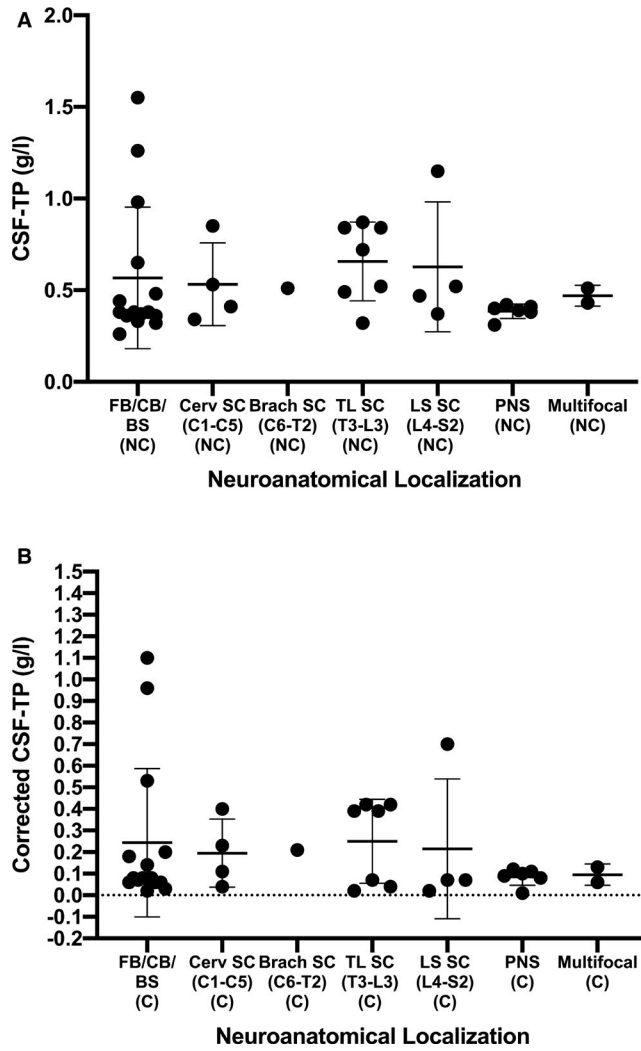 A
CSF-TP (g/l)
2.0
1.5
1.0
0.5
0.0
FB/CB/ Cerv SC Brach SC TL SC LS SC PNS Multifocal
BS (C1-C5) (C6-T2) (T3-L3) (L4-S2) (NC) (NC)
(NC) (NC) (NC) (NC) (NC)
Neuroanatomical Localization
B
Corrected CSF-TP (g/l)
1.5
1.4
1.3
1.2
1.1
1.0
0.9
0.8
0.7
0.6
0.5
0.4
0.3
0.2
0.1
0.0
-0.1
-0.2
FB/CB/ Cerv SC Brach SC TL SC LS SC PNS Multifocal
BS (C1-C5) (C6-T2) (T3-L3) (L4-S2) (C) (C)
(C) (C) (C) (C) (C)
Neuroanatomical Localization